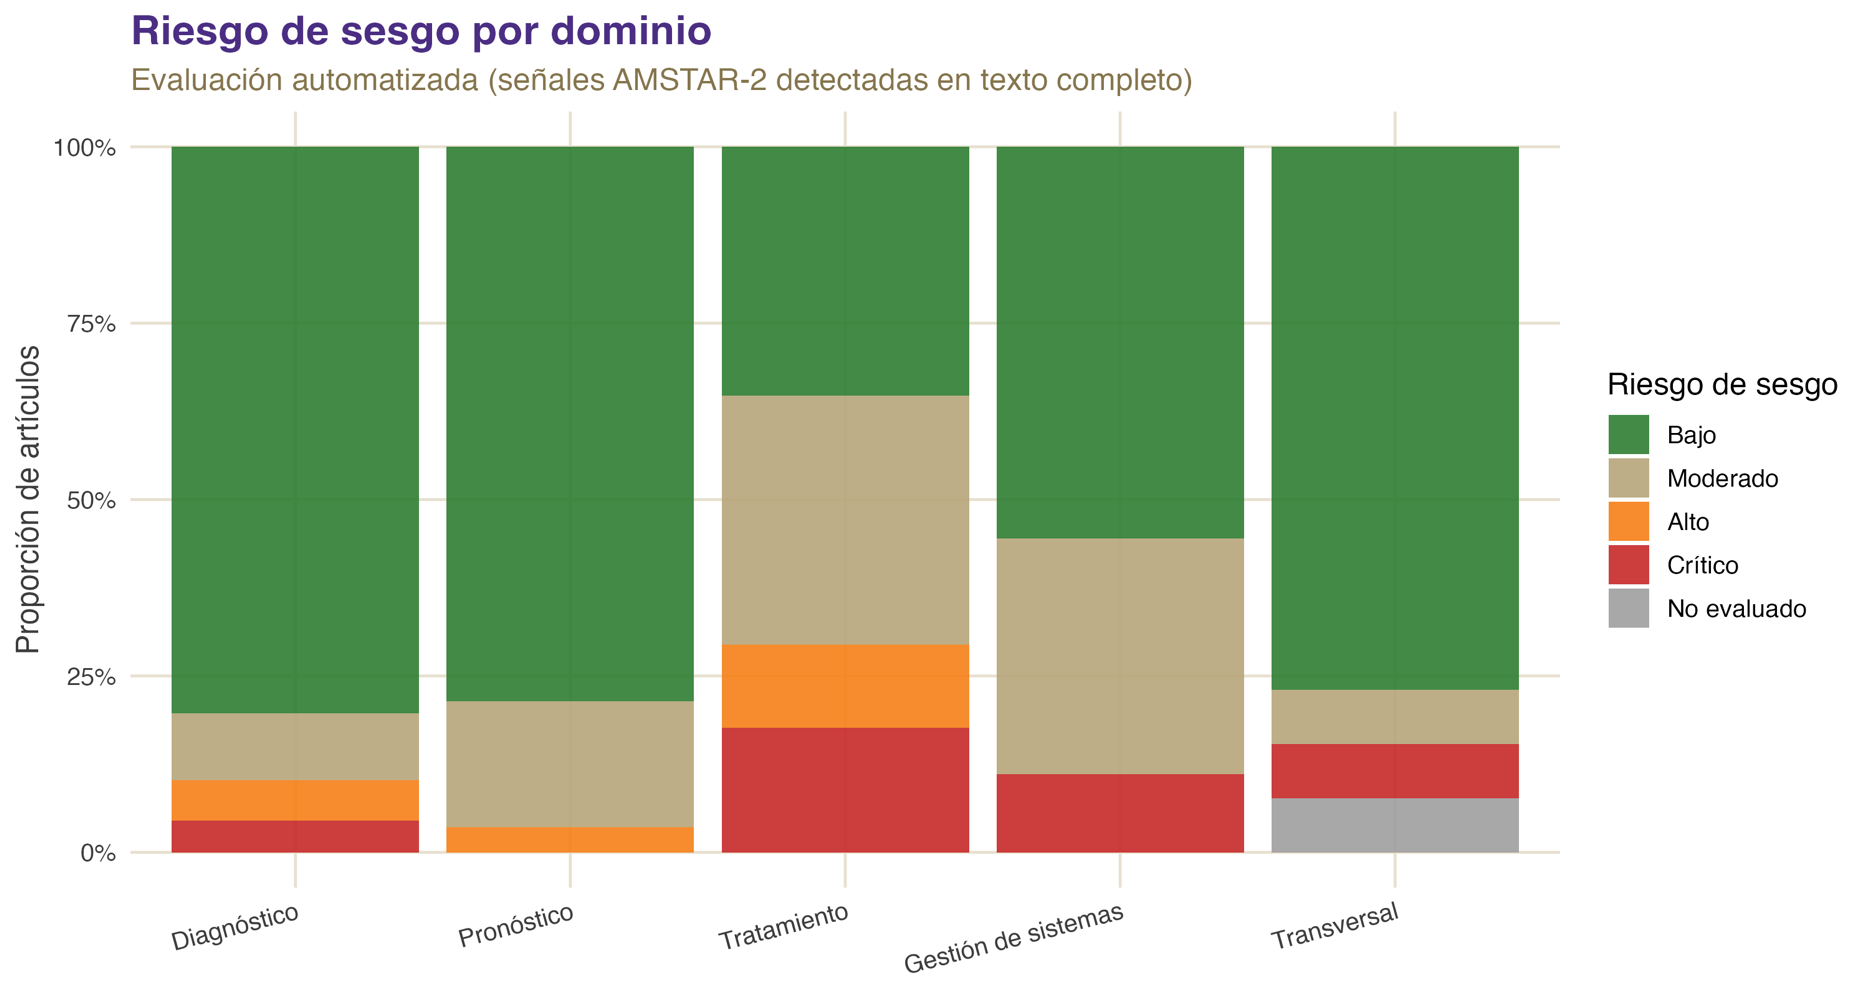 Riesgo de sesgo por dominio
Evaluación automatizada (señales AMSTAR-2 detectadas en texto completo)
Proporción de artículos
100%
75%
50%
25%
0%
Diagnóstico
Pronóstico
Tratamiento
Gestión de sistemas
Transversal
Riesgo de sesgo
Bajo
Moderado
Alto
Crítico
No evaluado